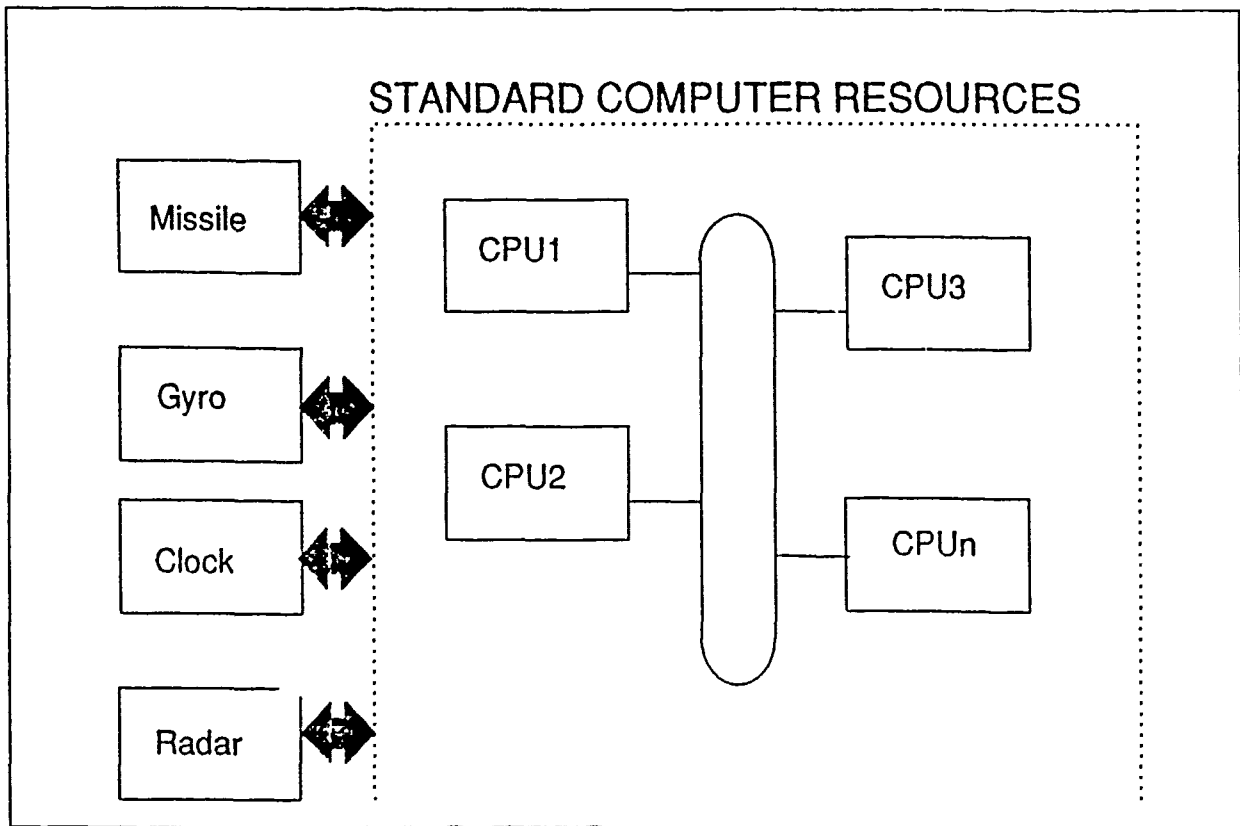 STANDARD COMPUTER RESOURCES
Missile
Gyro
Clock
Radar
CPU1
CPU2
CPU3
CPUn